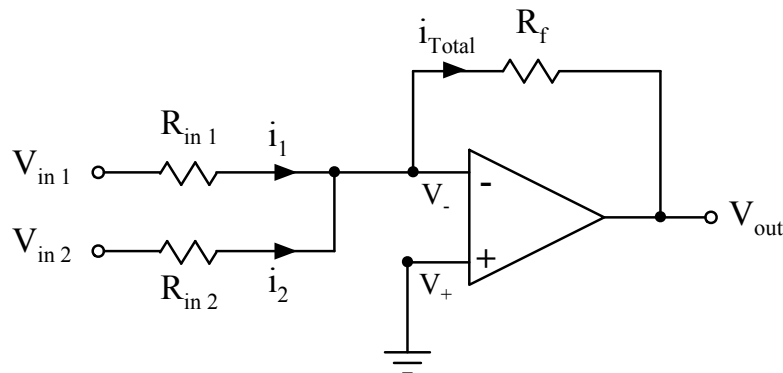 i_Total
R_f
R_in 1
i_1
V_in 1
V_-
-
V_in 2
V_out
R_in 2
i_2
V_+
+